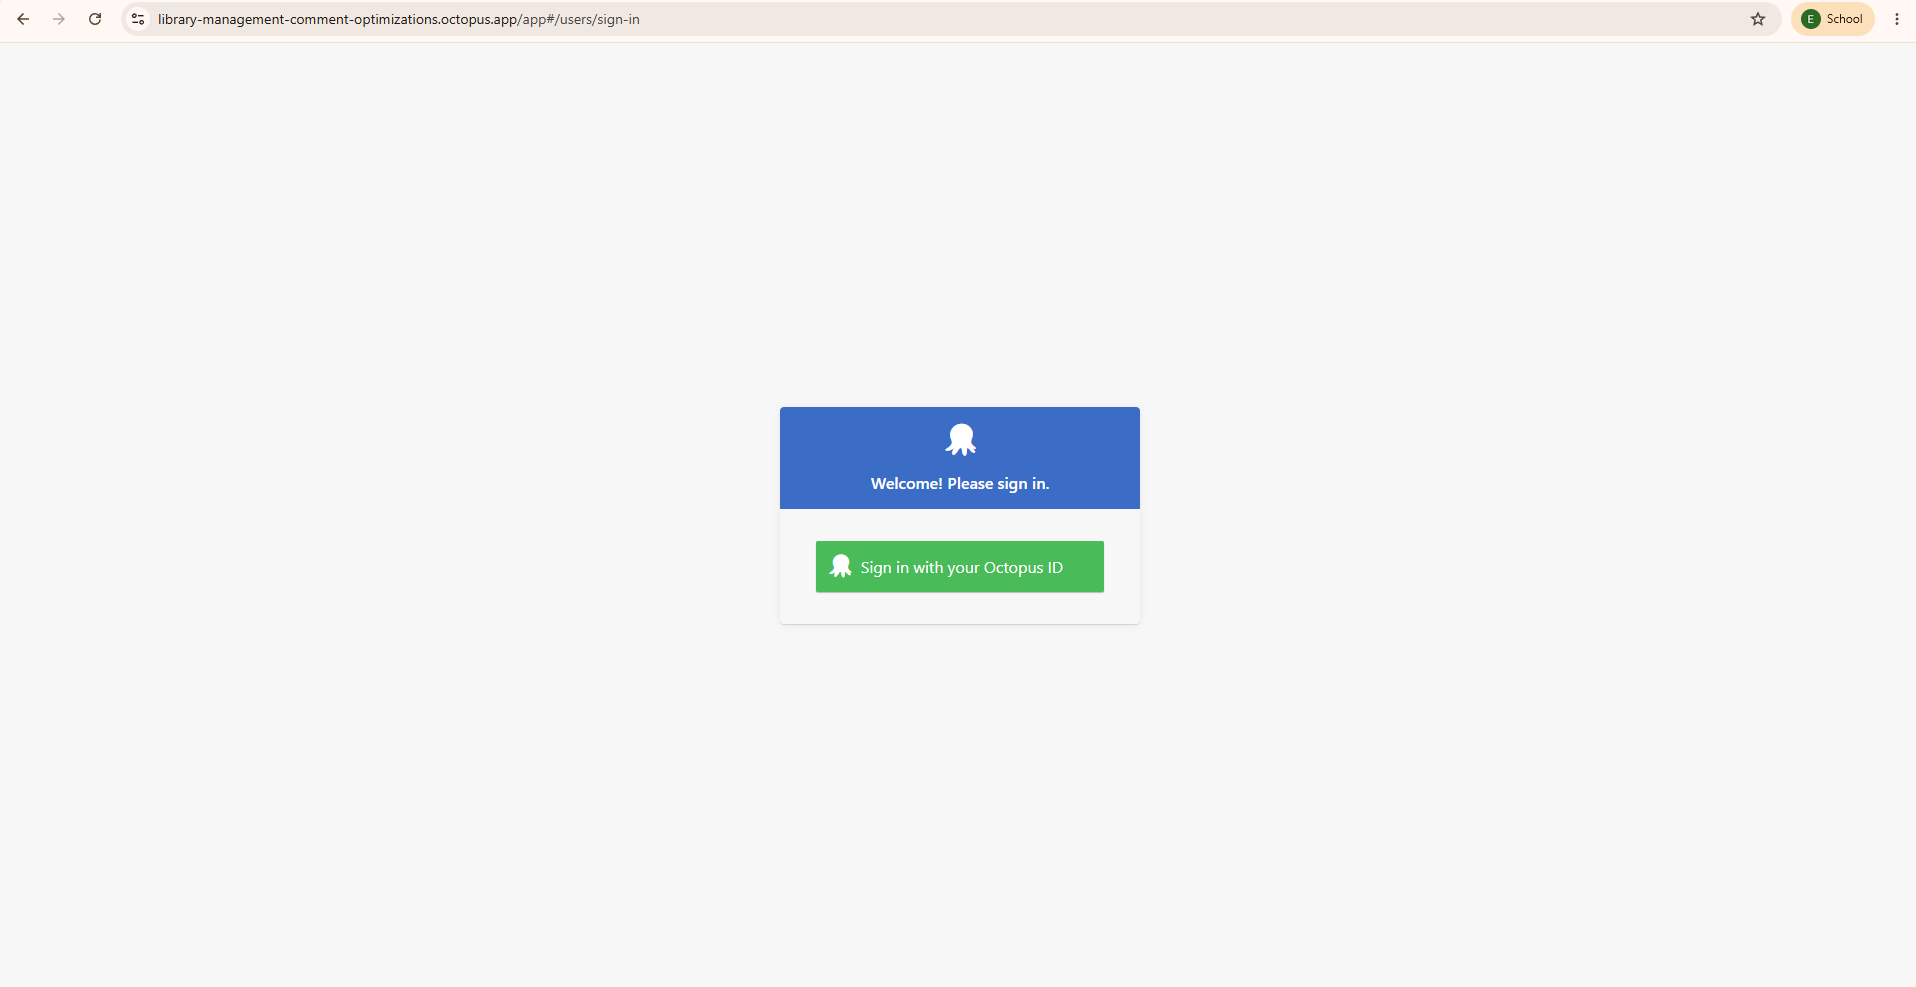 library-management-comment-optimizations.octopus.app/app#/users/sign-in
E School
Welcome! Please sign in.
Sign in with your Octopus ID